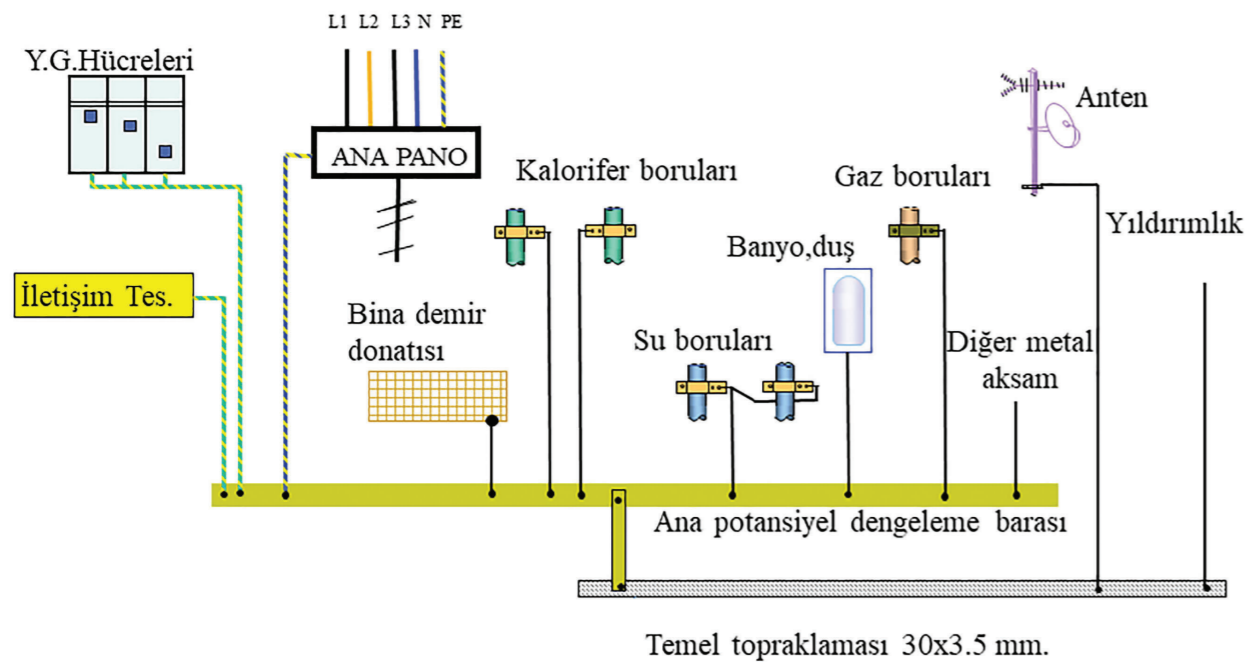 L1 L2 L3 N PE
Y.G.Hücreleri
ANA PANO
Anten
Kalorifer boruları
Gaz boruları
Yıldırımlık
Banyo,duş
İletişim Tes.
Bina demir
donatısı
Su boruları
Diğer metal
aksam
Ana potansiyel dengeleme barası
Temel topraklaması 30x3.5 mm.